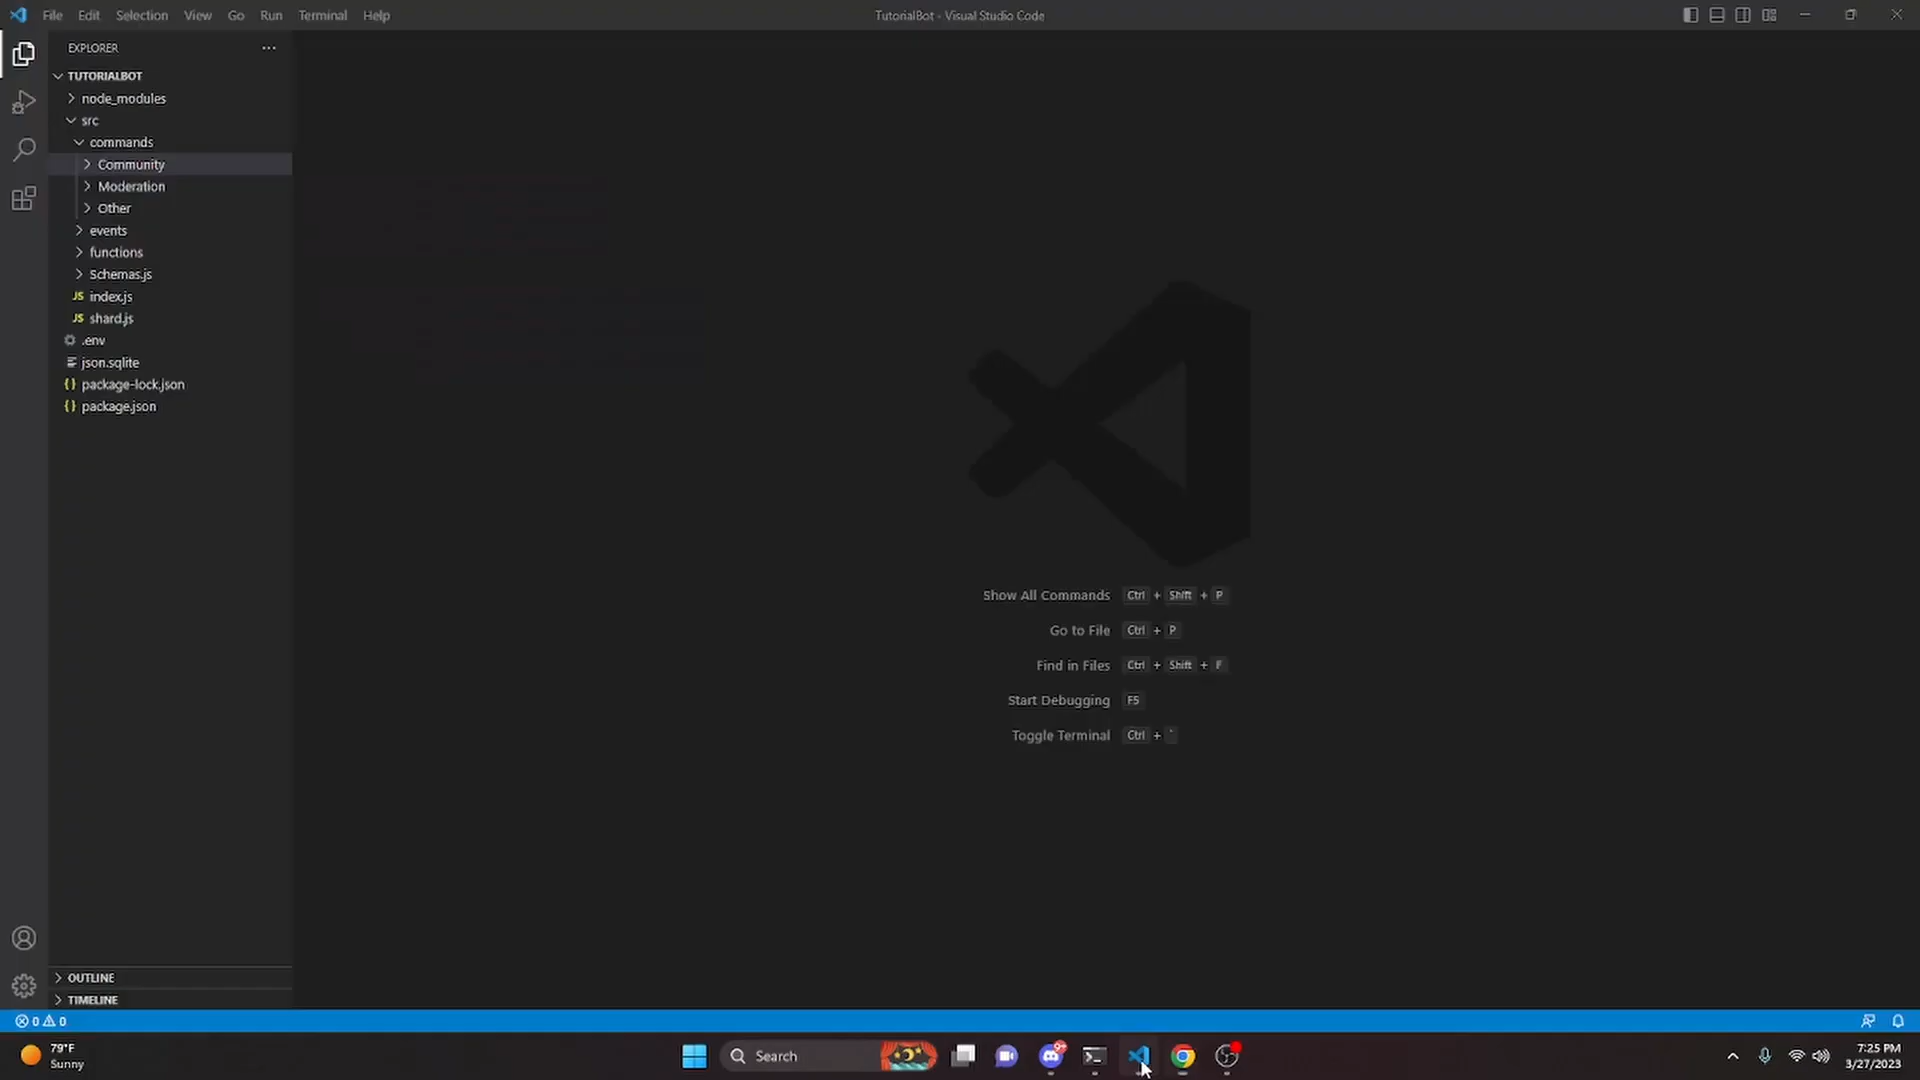 File Edit Selection View Go Run Terminal Help
TutorialBot - Visual Studio Code
EXPLORER
TUTORIALBOT
node_modules
src
commands
Community
Moderation
Other
events
functions
Schemas.js
JS index.js
JS shard.js
.env
json.sqlite
{} package-lock.json
{} package.json
Show All Commands Ctrl + Shift + P
Go to File Ctrl + P
Find in Files Ctrl + Shift + F
Start Debugging F5
Toggle Terminal Ctrl + `
OUTLINE
TIMELINE
0 0
79°F
Sunny
Search
9+
7:25 PM
3/27/2023